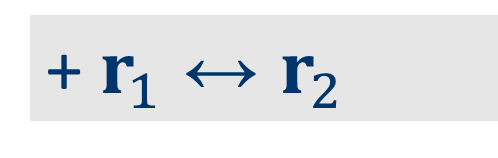 + r₁ ↔ r₂